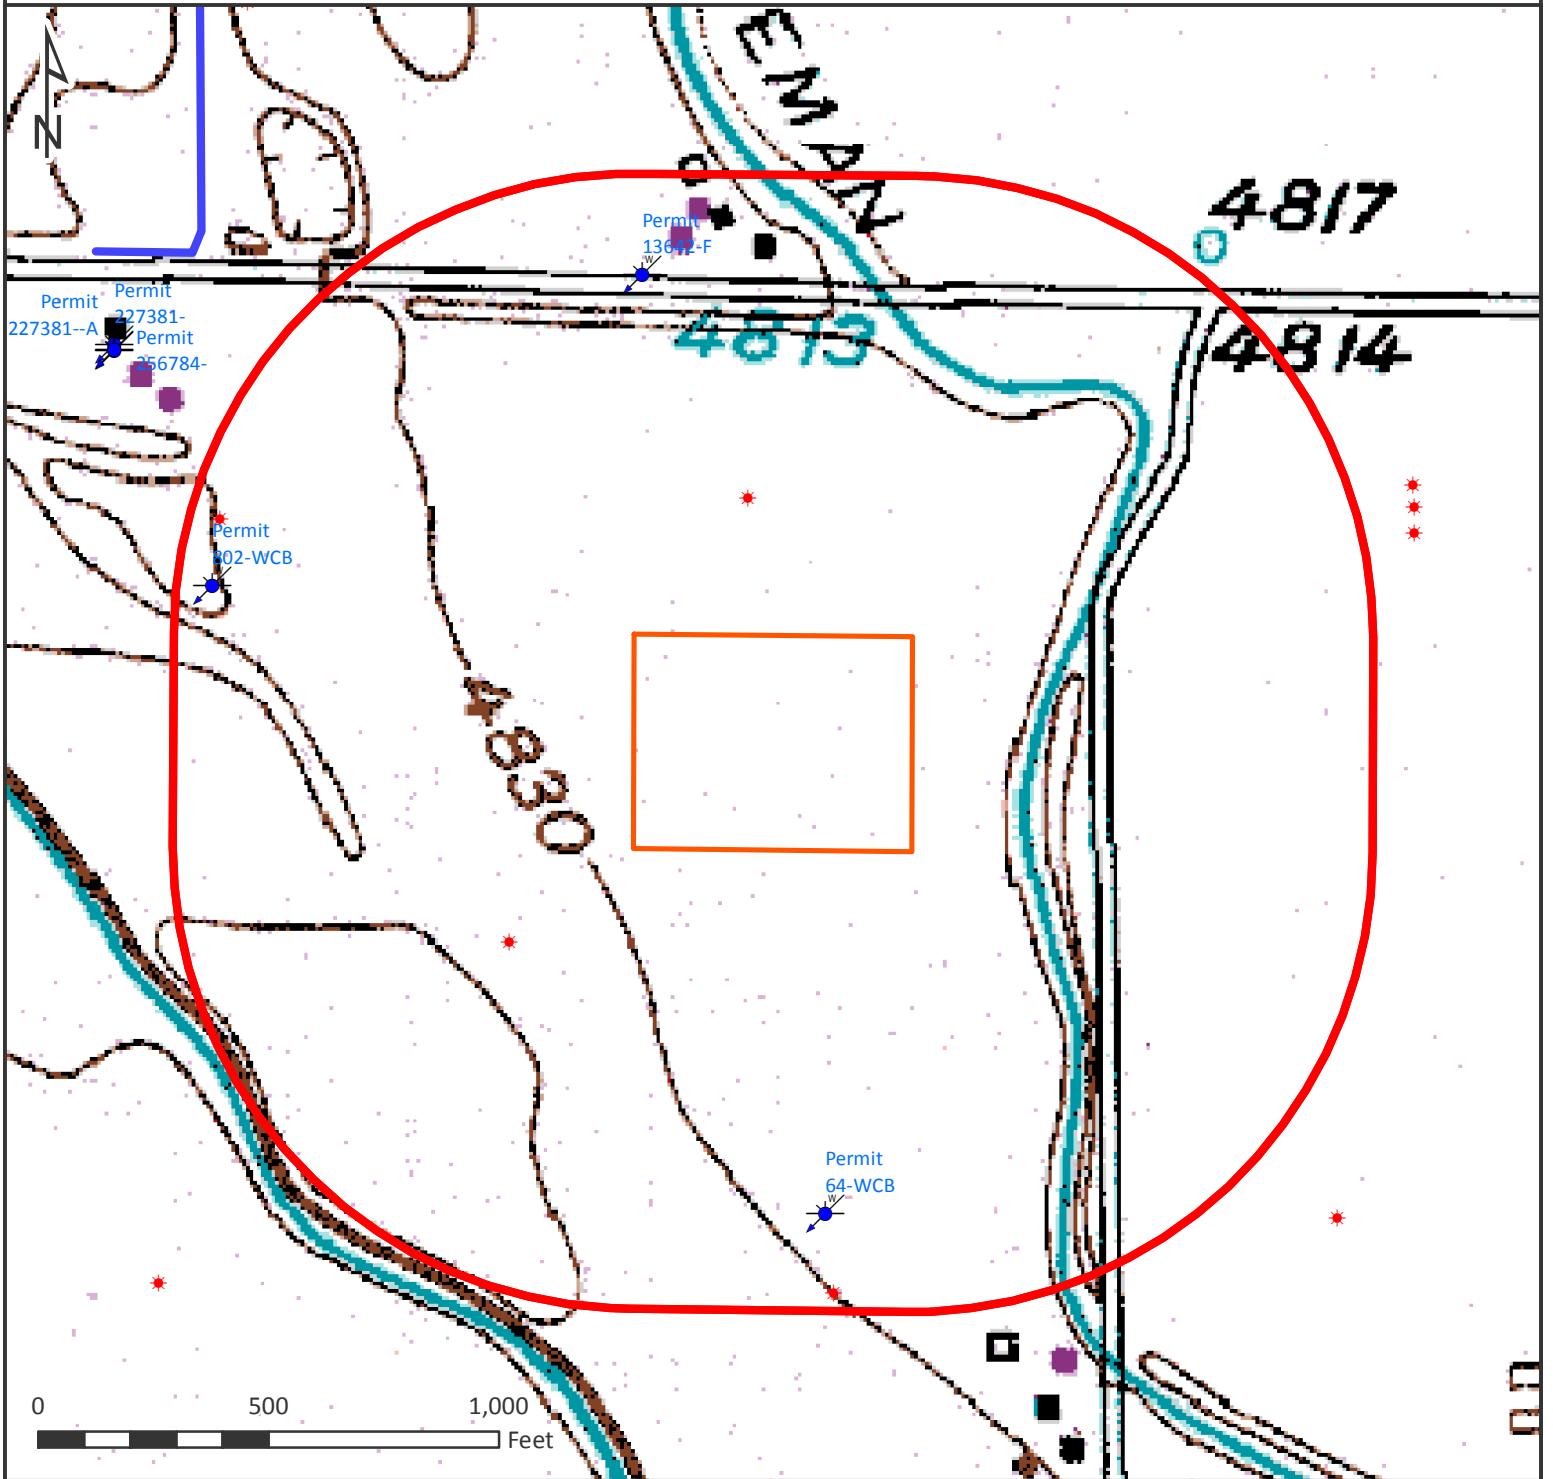 N
EMAN
4817
Permit
13642-F
Permit
227381--A
Permit
227381-
Permit
256784-
4813
4814
Permit
802-WCB
4830
Permit
64-WCB
0 500 1,000
Feet